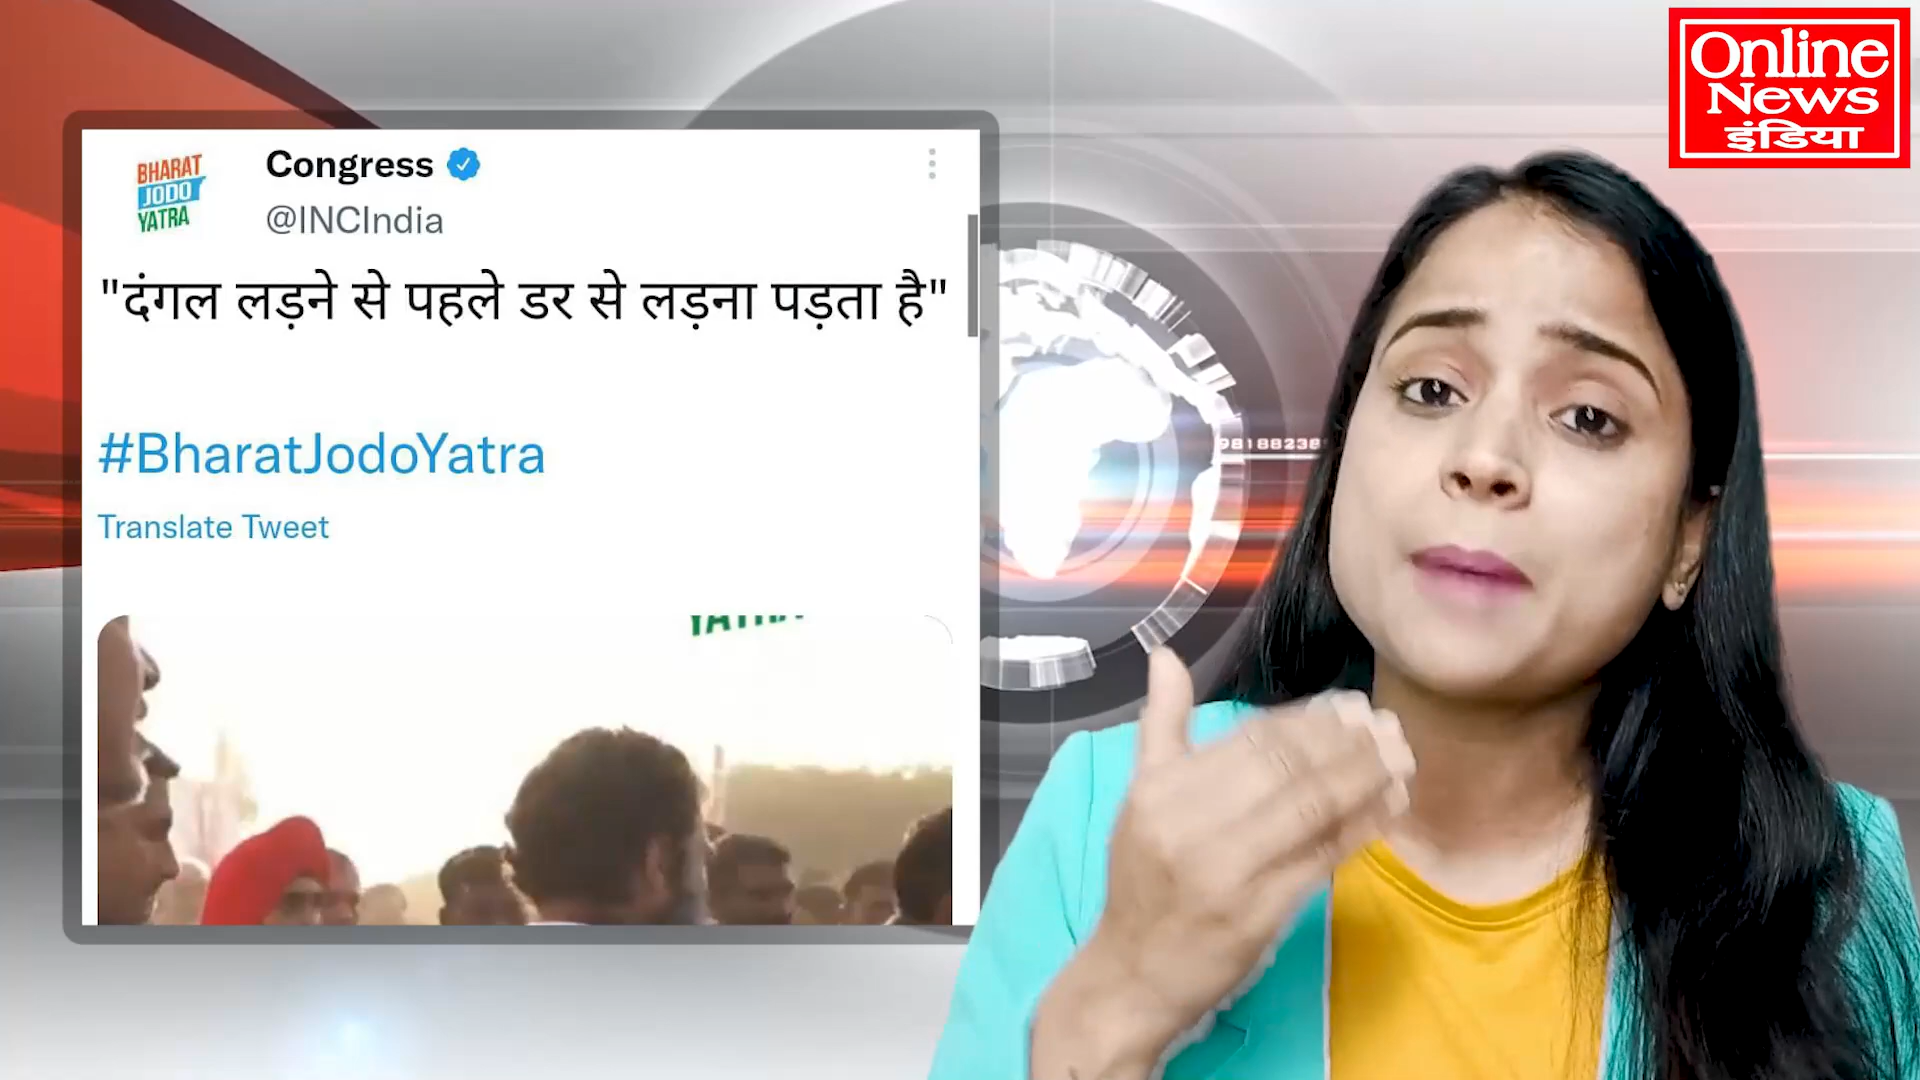 Online
News
इंडिया
BHARAT
JODO
YATRA
Congress
@INCIndia
"दंगल लड़ने से पहले डर से लड़ना पड़ता है"
#BharatJodoYatra
Translate Tweet